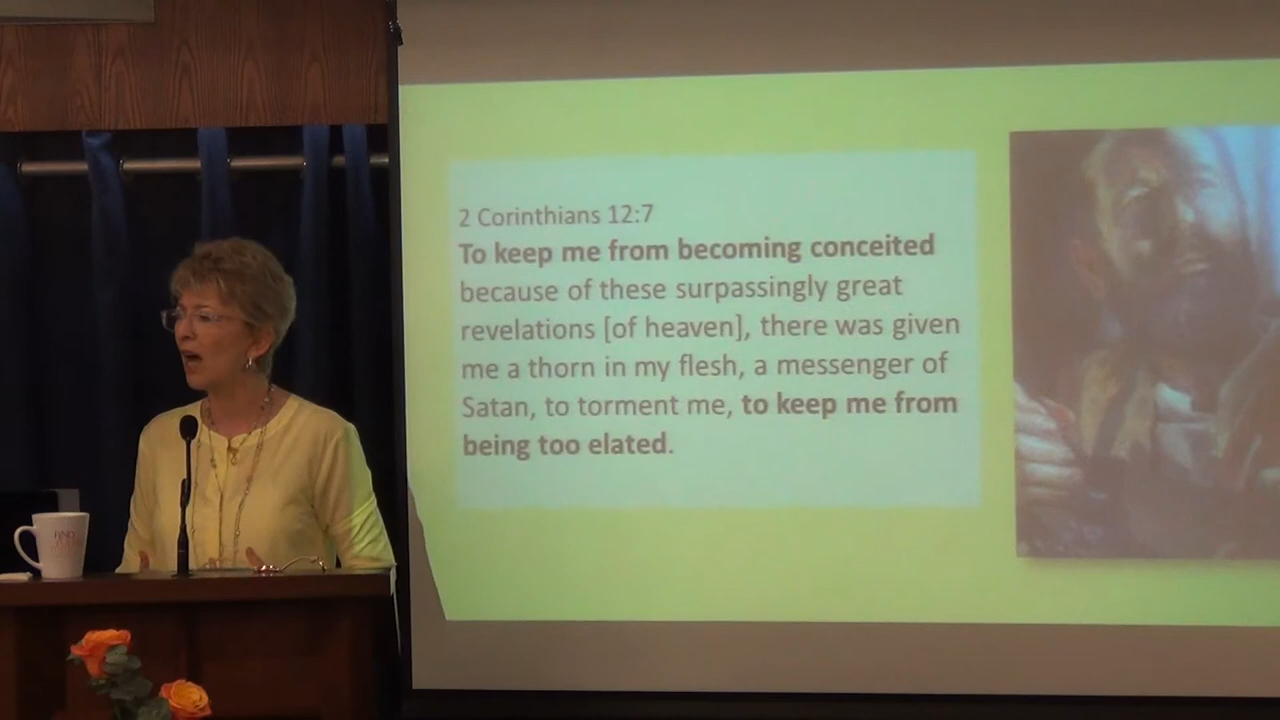 2 Corinthians 12:7
To keep me from becoming conceited
because of these surpassingly great
revelations [of heaven], there was given
me a thorn in my flesh, a messenger of
Satan, to torment me, to keep me from
being too elated.